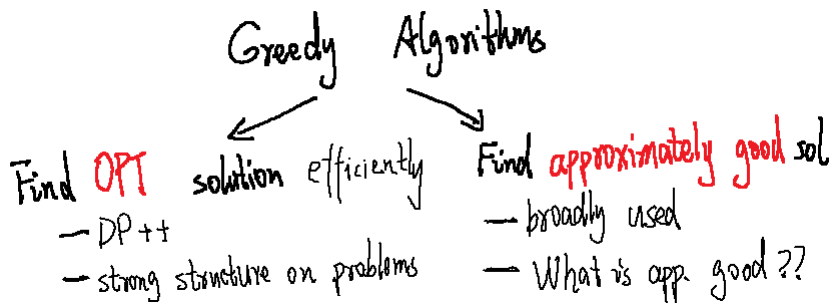 Greedy Algorithms
Find OPT solution efficiently
— DP++
— strong structure on problems
Find approximately good sol
— broadly used
— What is app. good??